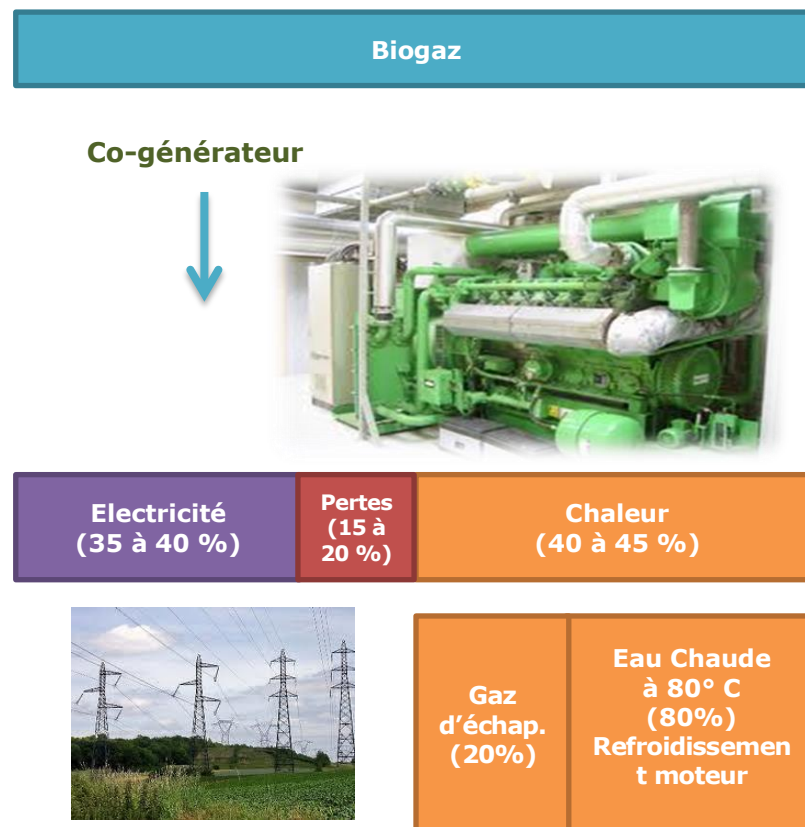 Biogaz
Co-générateur
Electricité
(35 à 40 %)
Pertes
(15 à
20 %)
Chaleur
(40 à 45 %)
Gaz
d’échap.
(20%)
Eau Chaude
à 80° C
(80%)
Refroidissemen
t moteur